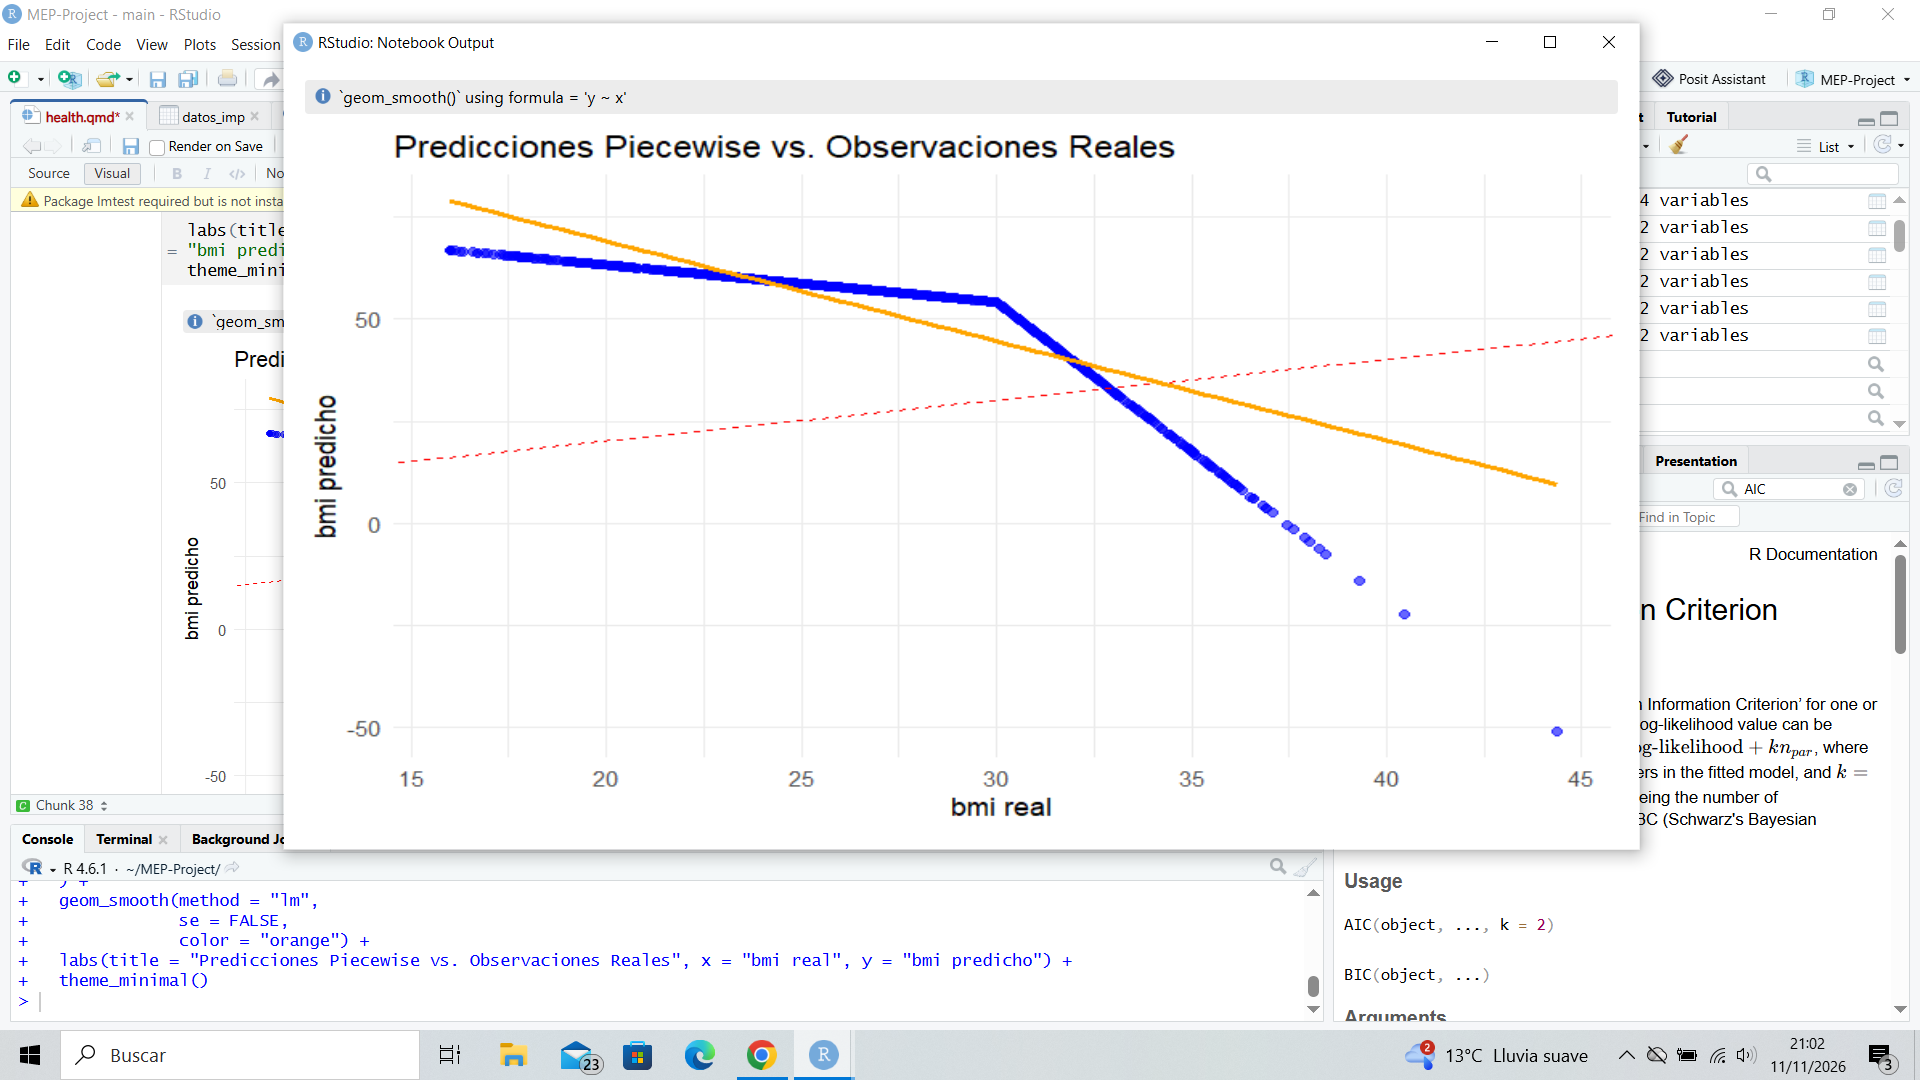 MEP-Project - main - RStudio
File Edit Code View Plots Session
RStudio: Notebook Output
Posit Assistant
MEP-Project
`geom_smooth()` using formula = 'y ~ x'
health.qmd*
datos_imp
Tutorial
Render on Save
List
Source Visual B I </>
Package lmtest required but is not insta
labs(title
= "bmi predi
theme_mini
`geom_sm
Predi
50
0
-50
bmi predicho
Predicciones Piecewise vs. Observaciones Reales
50
0
-50
bmi predicho
15 20 25 30 35 40 45
bmi real
4 variables
2 variables
2 variables
2 variables
2 variables
2 variables
Presentation
AIC
Find in Topic
R Documentation
n Criterion
n Information Criterion’ for one or
og-likelihood value can be
og-likelihood + kn_par, where
ers in the fitted model, and k =
eing the number of
BC (Schwarz's Bayesian
Usage
AIC(object, ..., k = 2)
BIC(object, ...)
Arguments
Chunk 38
Console Terminal Background Jo
R 4.6.1 · ~/MEP-Project/
+ ) +
+ geom_smooth(method = "lm",
+ se = FALSE,
+ color = "orange") +
+ labs(title = "Predicciones Piecewise vs. Observaciones Reales", x = "bmi real", y = "bmi predicho") +
+ theme_minimal()
>
Buscar
23
2
13°C Lluvia suave
21:02
11/11/2026
3